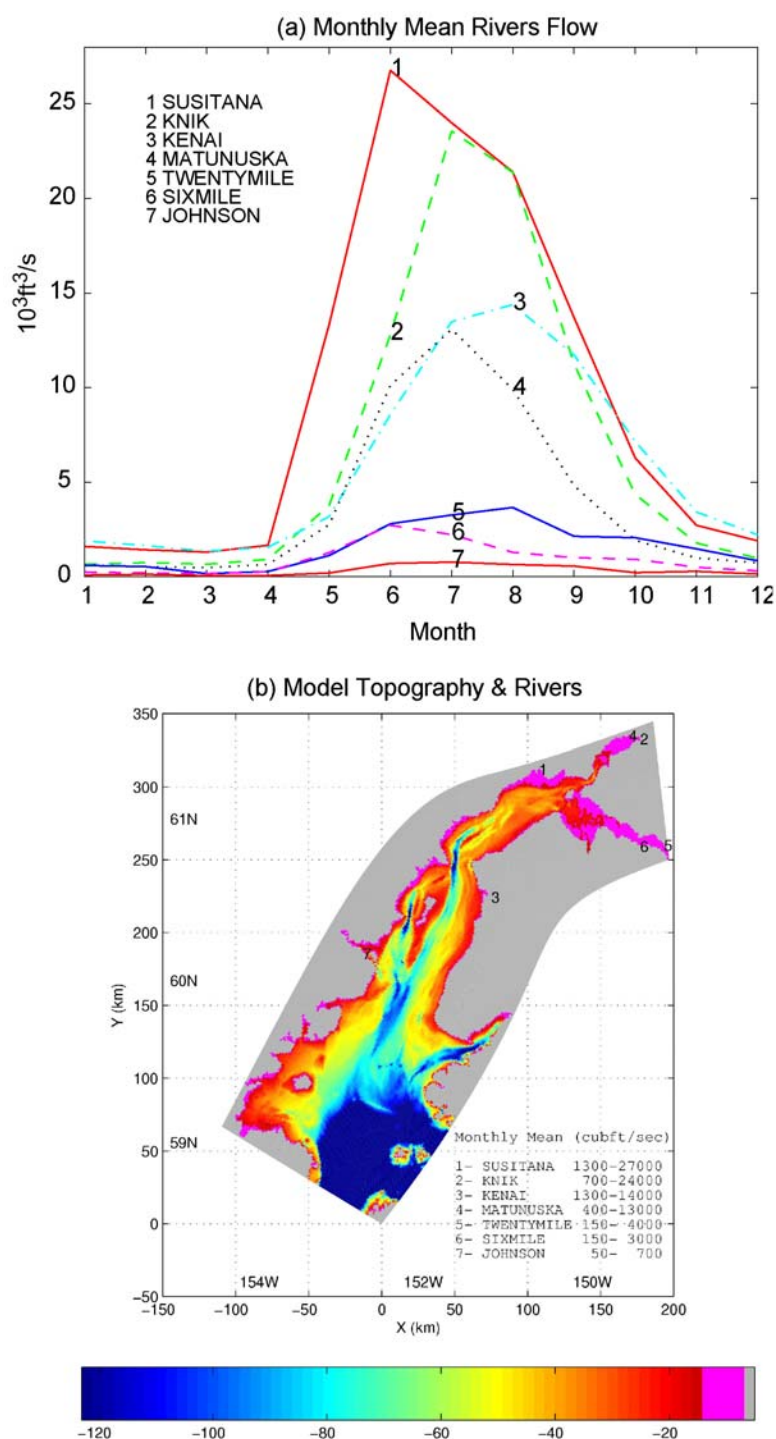 (a) Monthly Mean Rivers Flow
25
20
15
10
5
0
10³ft³/s
1 SUSITANA
2 KNIK
3 KENAI
4 MATUNUSKA
5 TWENTYMILE
6 SIXMILE
7 JOHNSON
1
2
3
4
5
6
7
1 2 3 4 5 6 7 8 9 10 11 12
Month
(b) Model Topography & Rivers
350
300
250
200
150
100
50
0
−50
Y (km)
61N
60N
59N
1
4 2
6 5
3
7
Monthly Mean (cubft/sec)
1- SUSITANA 1300-27000
2- KNIK 700-24000
3- KENAI 1300-14000
4- MATUNUSKA 400-13000
5- TWENTYMILE 150- 4000
6- SIXMILE 150- 3000
7- JOHNSON 50- 700
154W 152W 150W
−150 −100 −50 0 50 100 150 200
X (km)
−120 −100 −80 −60 −40 −20